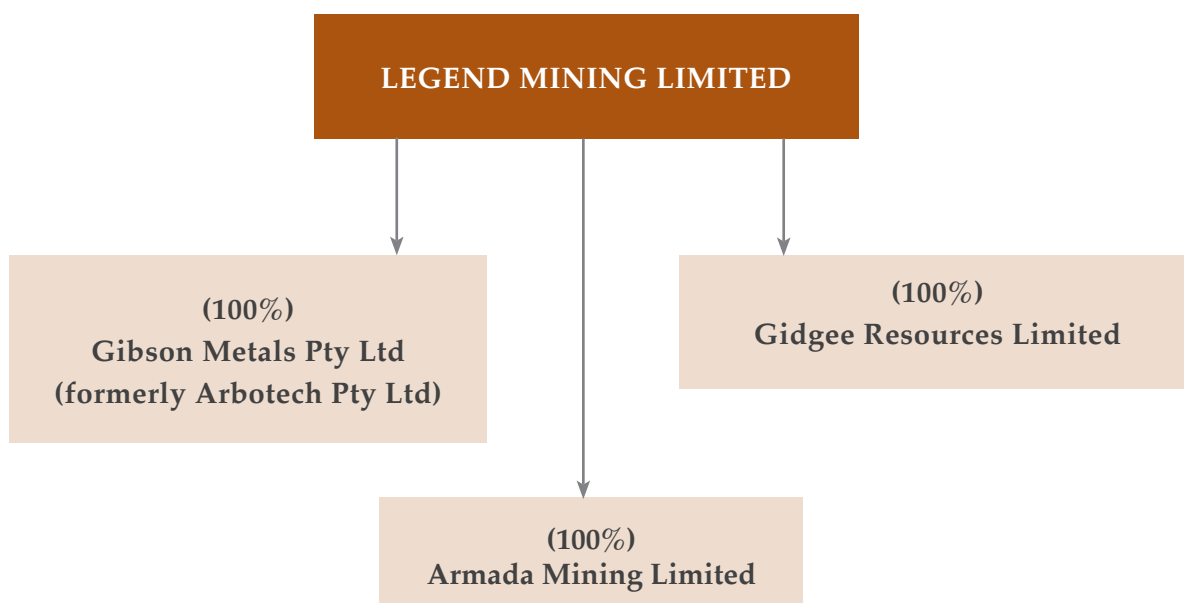 LEGEND MINING LIMITED
(100%)
Gibson Metals Pty Ltd
(formerly Arbotech Pty Ltd)
(100%)
Gidgee Resources Limited
(100%)
Armada Mining Limited